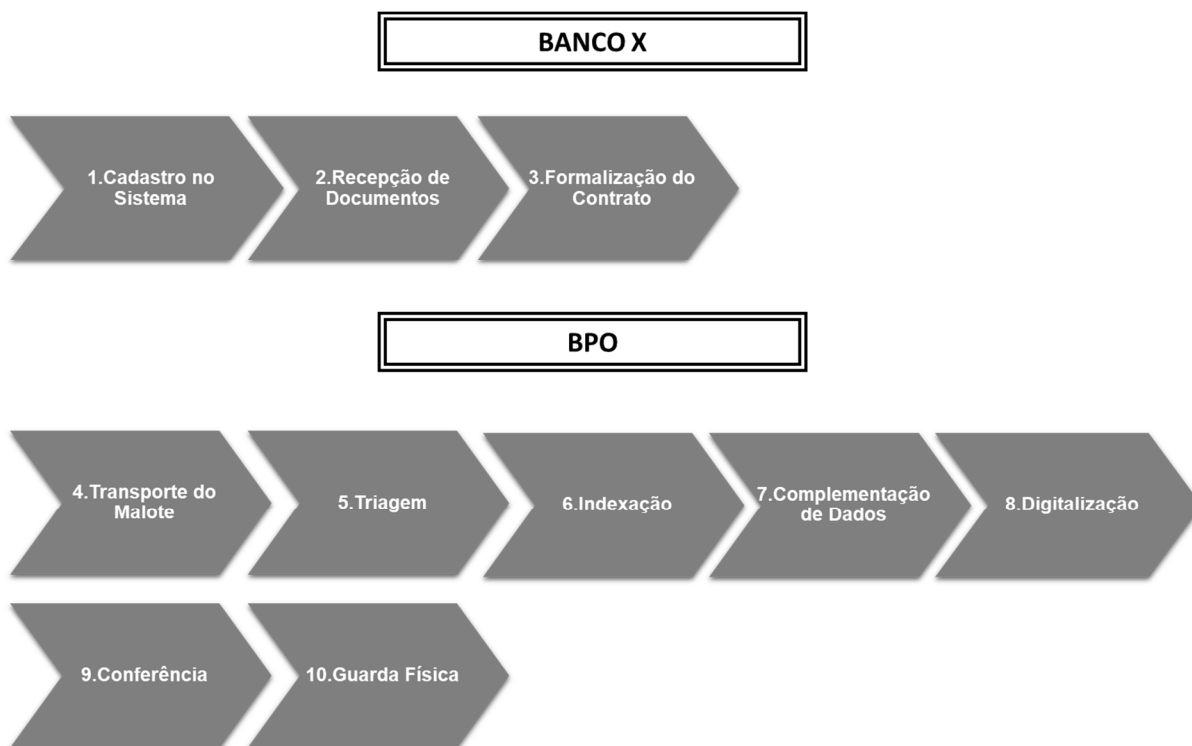 BANCO X
1.Cadastro no
Sistema
2.Recepção de
Documentos
3.Formalização do
Contrato
BPO
4.Transporte do
Malote
5.Triagem
6.Indexação
7.Complementação
de Dados
8.Digitalização
9.Conferência
10.Guarda Física